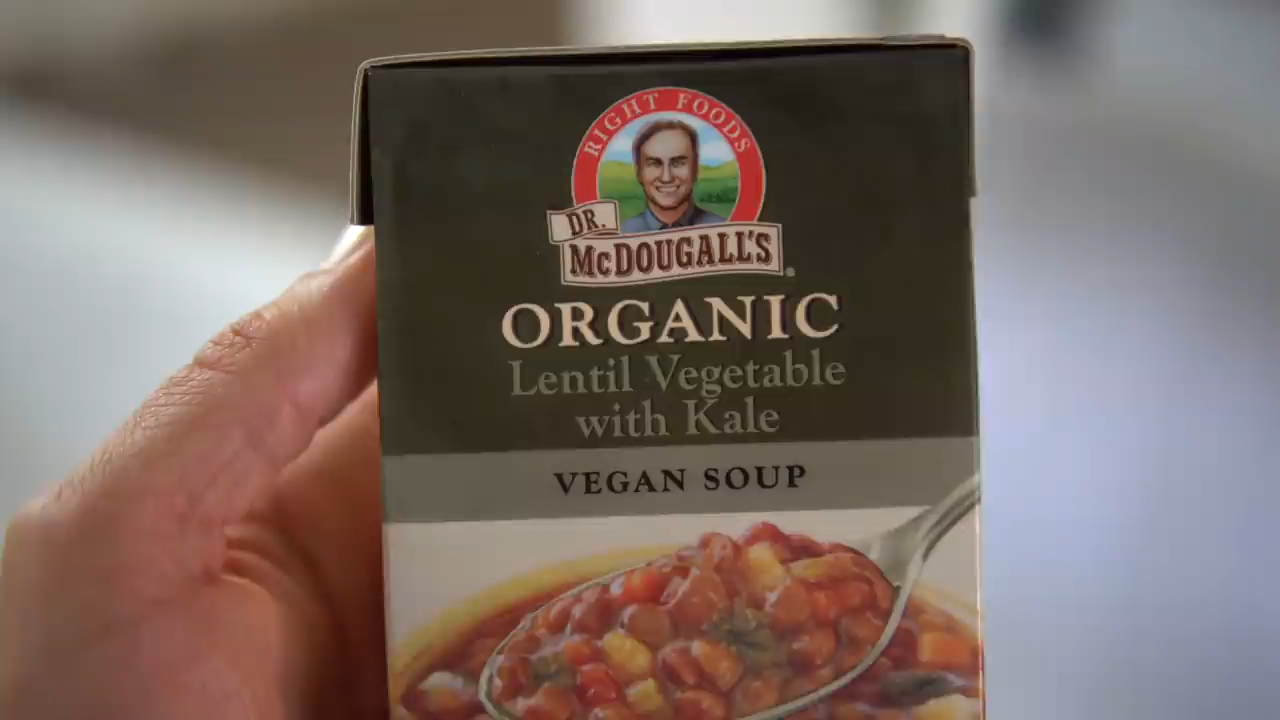 RIGHT FOODS
DR.
McDOUGALL'S
ORGANIC
Lentil Vegetable
with Kale
VEGAN SOUP